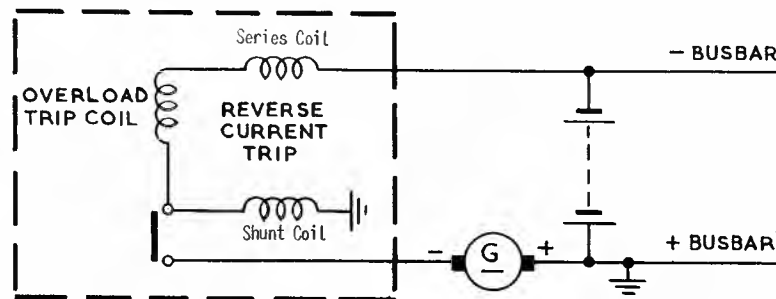 Series Coil
− BUSBAR
OVERLOAD
TRIP COIL
REVERSE
CURRENT
TRIP
Shunt Coil
− G +
+ BUSBAR